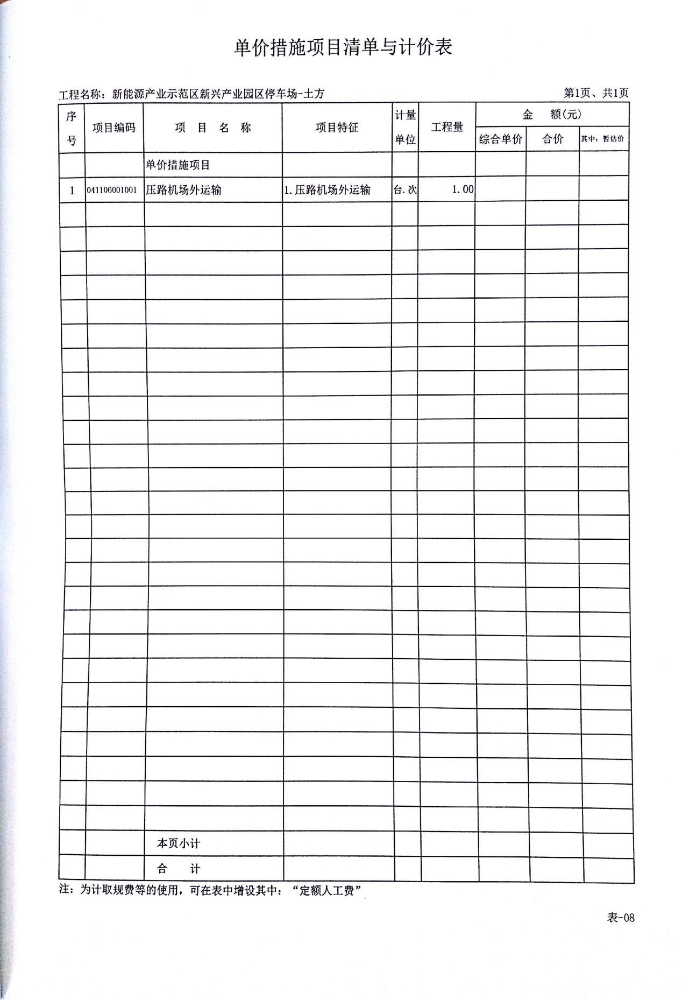 单价措施项目清单与计价表
工程名称：新能源产业示范区新兴产业园区停车场-土方 第1页、共1页
序号 项目编码 项 目 名 称 项目特征 计量单位 工程量 金 额(元)
综合单价 合价 其中：暂估价
单价措施项目
1 041106001001 压路机场外运输 1.压路机场外运输 台.次 1.00
本页小计
合 计
注：为计取规费等的使用，可在表中增设其中：“定额人工费”
表-08